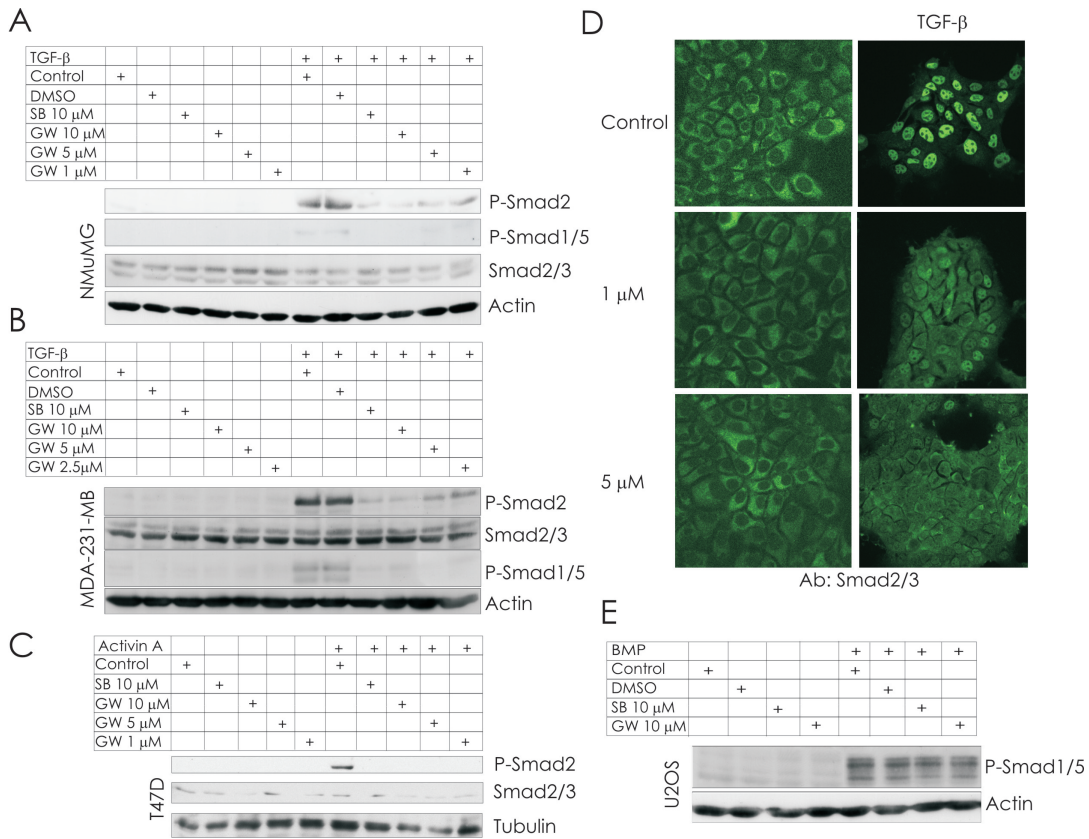 A
TGF-β + + + + + +
Control + +
DMSO + +
SB 10 μM + +
GW 10 μM + +
GW 5 μM + +
GW 1 μM + +
NMuMG
P-Smad2
P-Smad1/5
Smad2/3
Actin
B
TGF-β + + + + + +
Control + +
DMSO + +
SB 10 μM + +
GW 10 μM + +
GW 5 μM + +
GW 2.5μM + +
MDA-231-MB
P-Smad2
Smad2/3
P-Smad1/5
Actin
C
Activin A + + + + +
Control + +
SB 10 μM + +
GW 10 μM + +
GW 5 μM + +
GW 1 μM + +
T47D
P-Smad2
Smad2/3
Tubulin
D
TGF-β
Control
1 μM
5 μM
Ab: Smad2/3
E
BMP + + + +
Control + +
DMSO + +
SB 10 μM + +
GW 10 μM + +
U2OS
P-Smad1/5
Actin